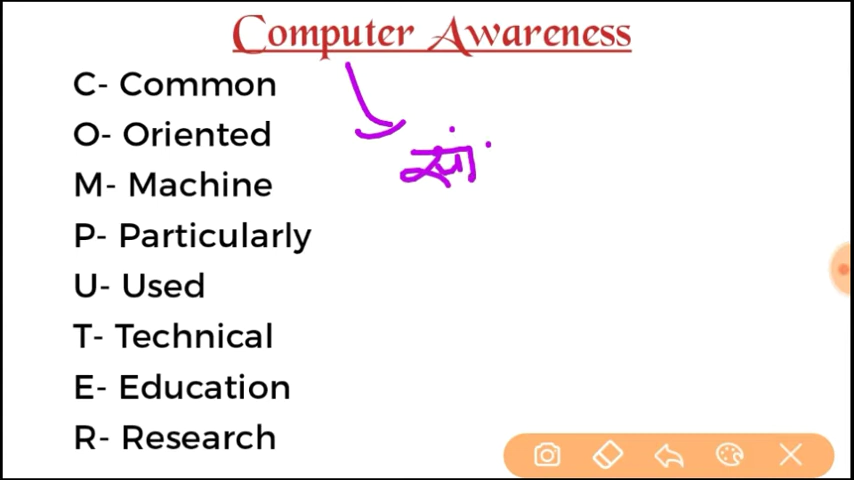 Computer Awareness
C- Common
O- Oriented
M- Machine
P- Particularly
U- Used
T- Technical
E- Education
R- Research